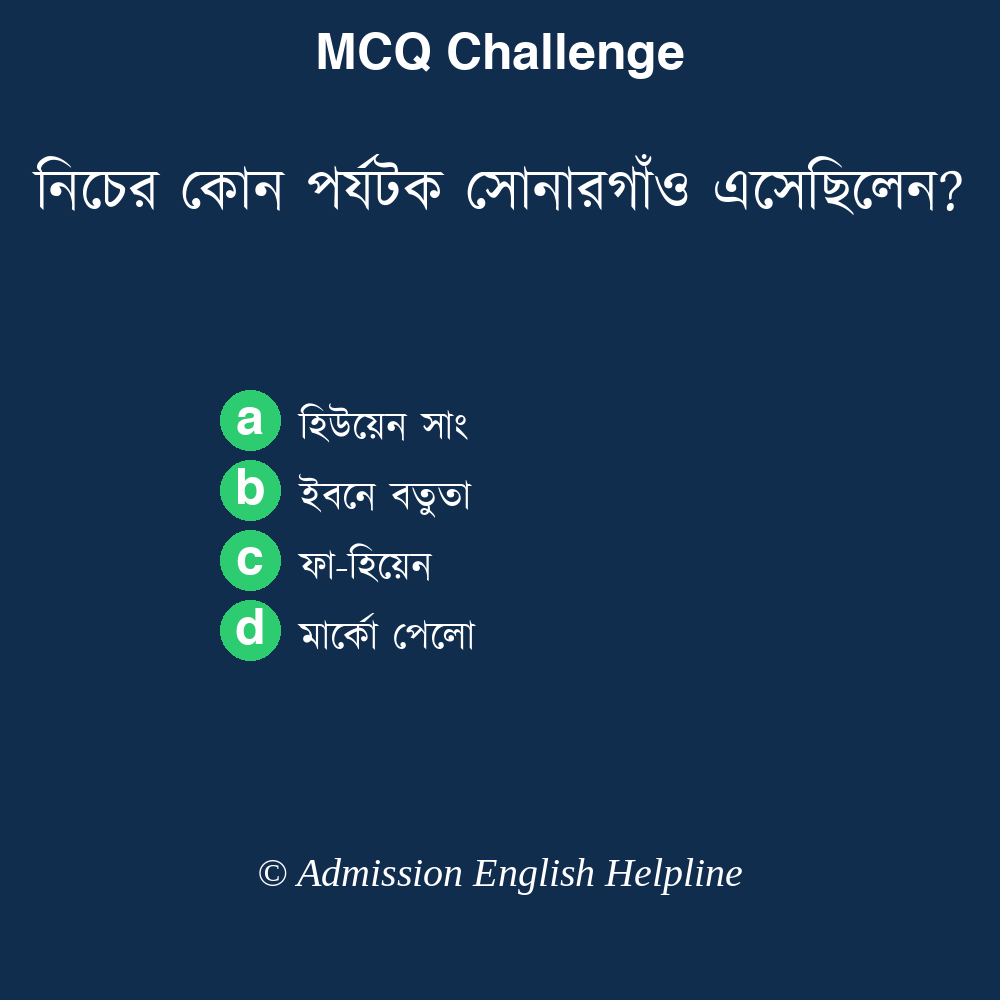 MCQ Challenge
নিচের কোন পর্যটক সোনারগাঁও এসেছিলেন?
a হিউয়েন সাং
b ইবনে বতুতা
c ফা-হিয়েন
d মার্কো পেলো
© Admission English Helpline